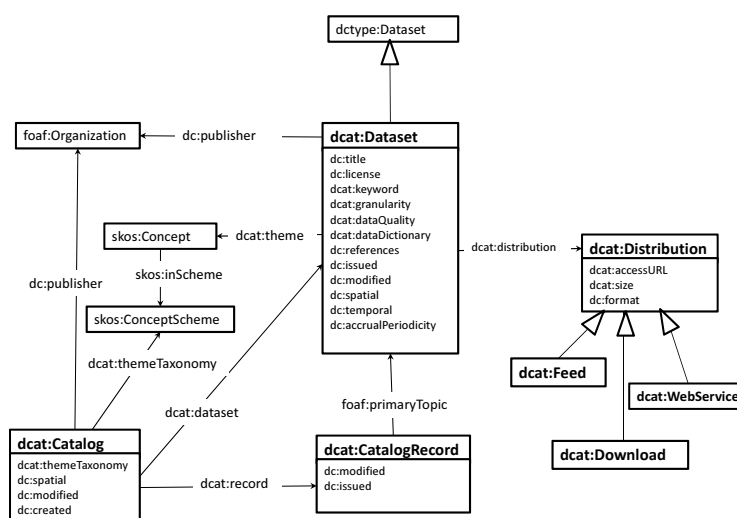 dctype:Dataset
foaf:Organization
dc:publisher
dcat:Dataset
dc:title
dc:license
dcat:keyword
dcat:granularity
dcat:dataQuality
dcat:dataDictionary
dc:references
dc:issued
dc:modified
dc:spatial
dc:temporal
dc:accrualPeriodicity
skos:Concept
dcat:theme
skos:inScheme
dc:publisher
skos:ConceptScheme
dcat:themeTaxonomy
dcat:distribution
dcat:Distribution
dcat:accessURL
dcat:size
dc:format
dcat:Feed
dcat:WebService
dcat:Download
dcat:dataset
foaf:primaryTopic
dcat:Catalog
dcat:themeTaxonomy
dc:spatial
dc:modified
dc:created
dcat:record
dcat:CatalogRecord
dc:modified
dc:issued